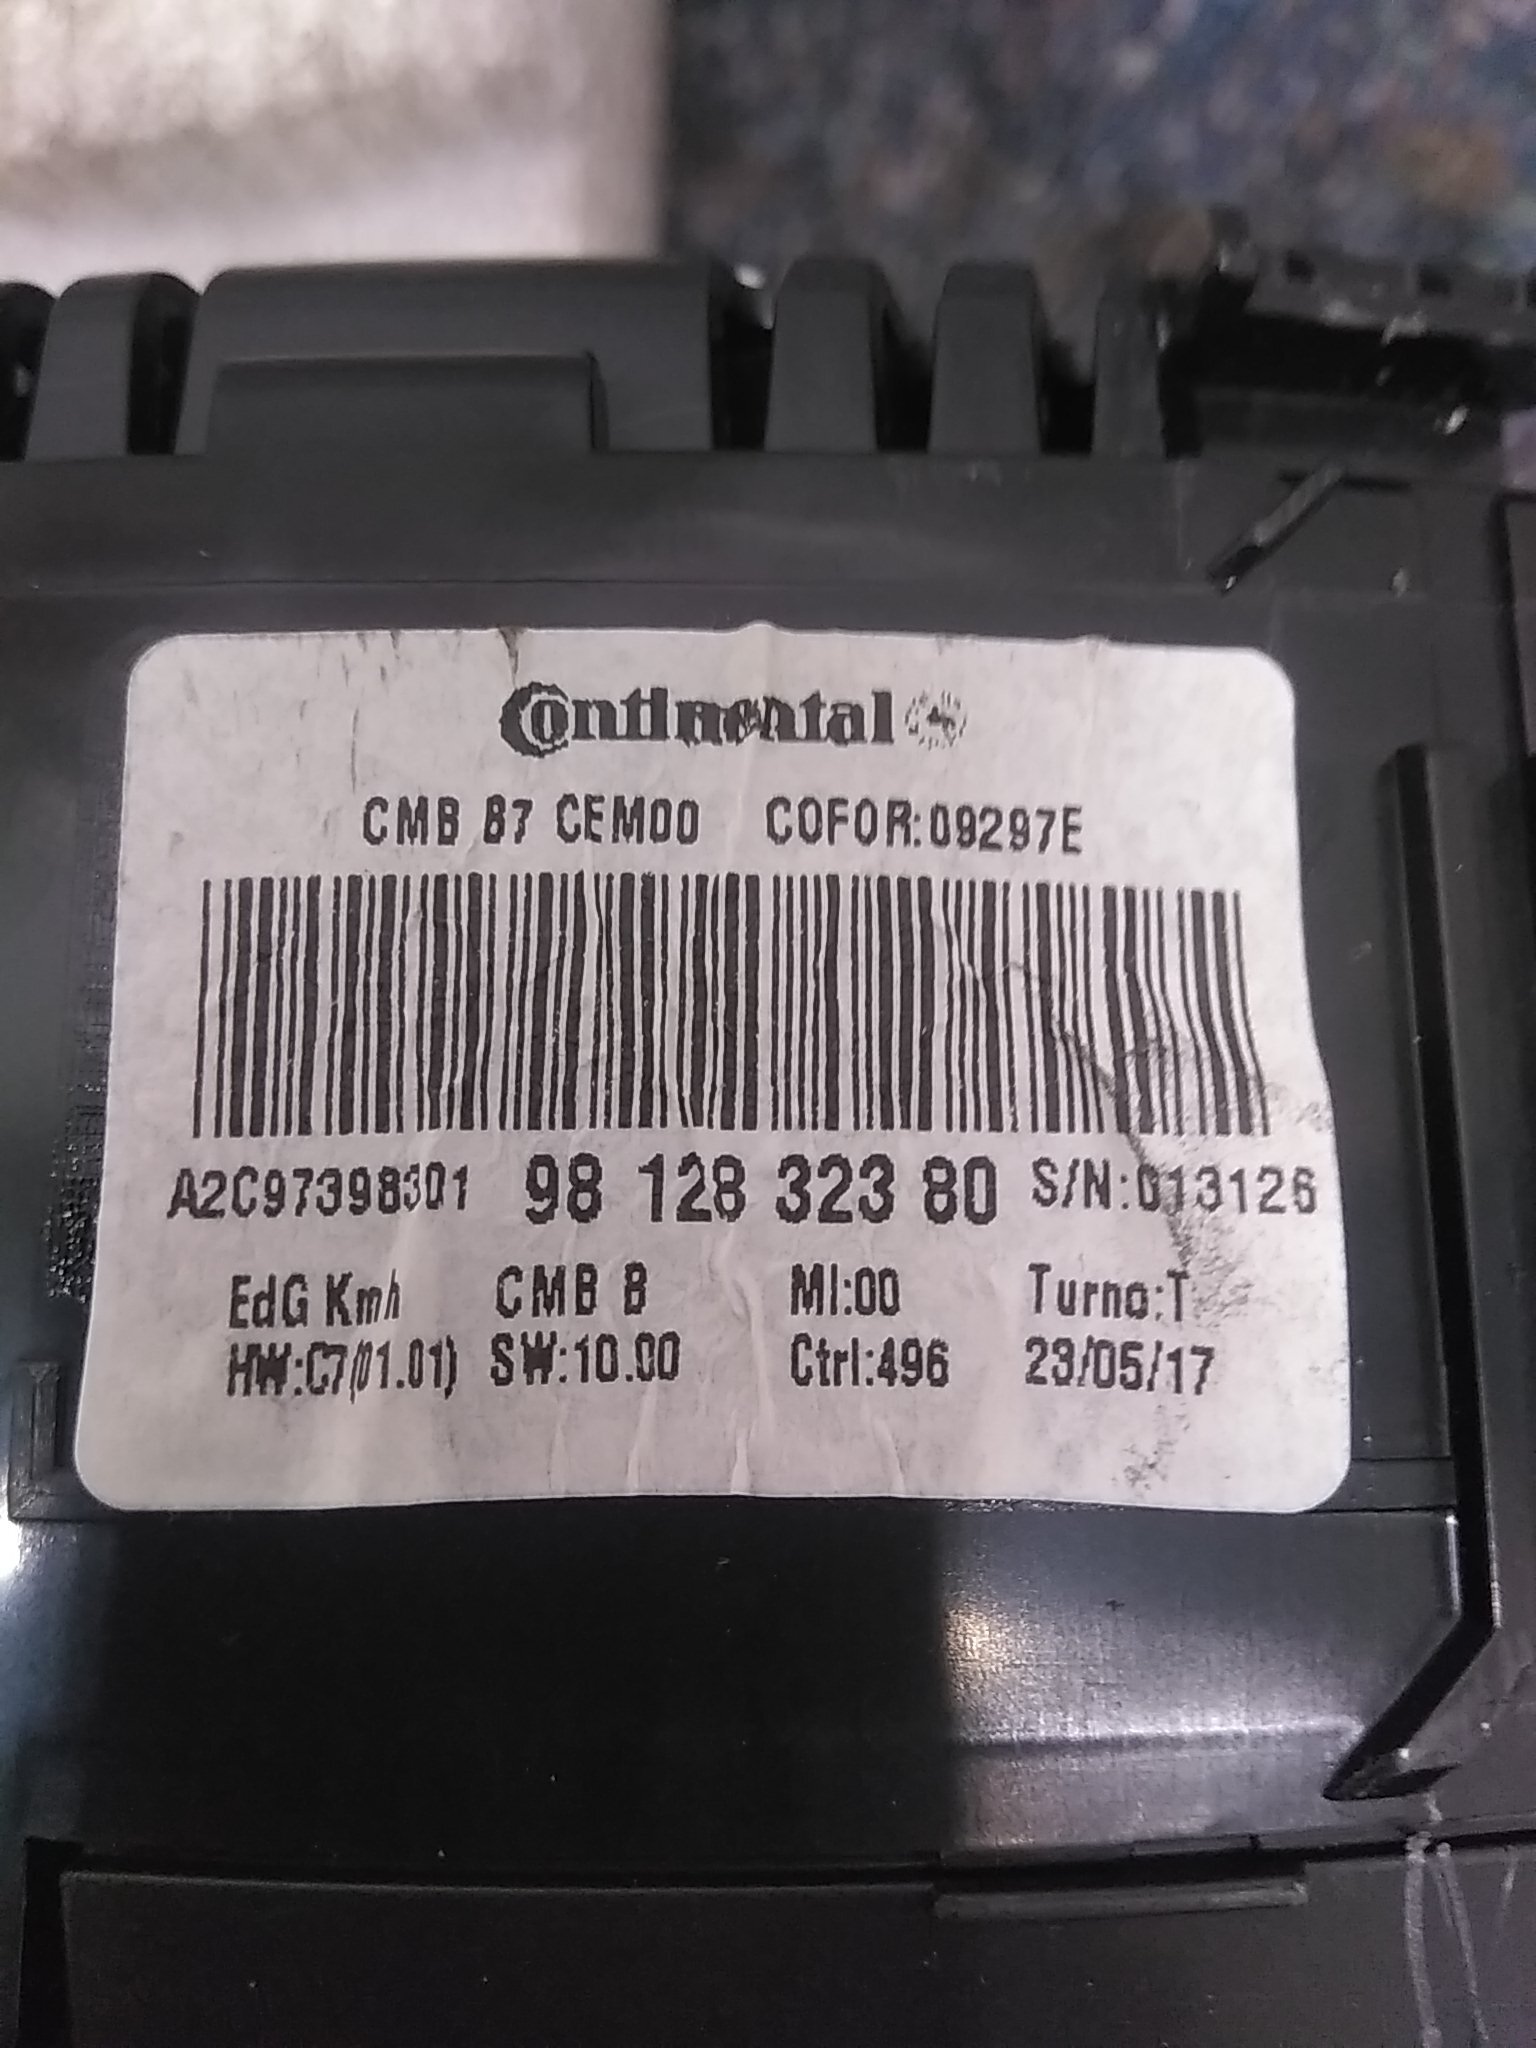 Continental
CMB B7 CEM00 COFOR:09297E
A2C97398301 98 128 323 80 S/N:013126
EdG Kmh CMB B MI:00 Turno:T
HW:C7(01.01) SW:10.00 Ctrl:496 23/05/17